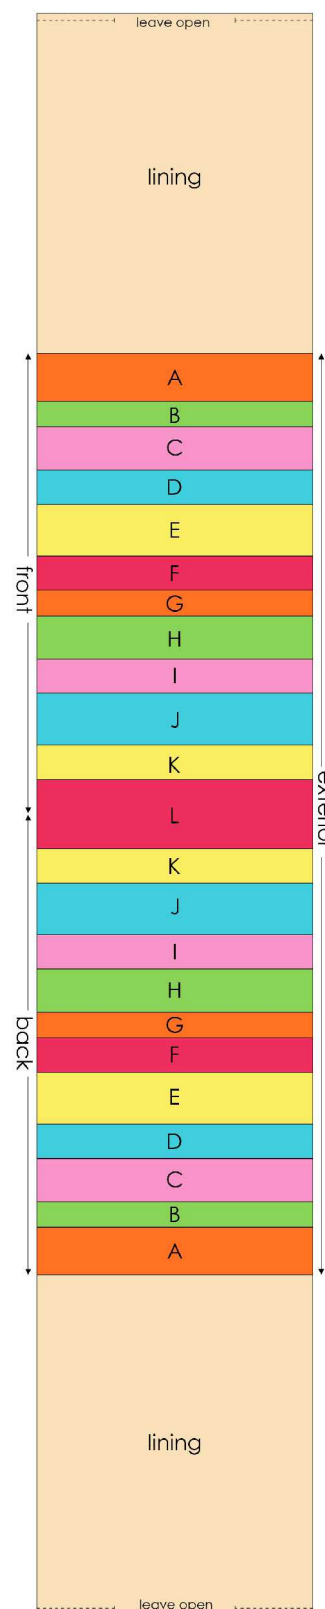 leave open
lining
A
B
C
D
E
F
front
G
H
I
J
K
L
exterior
K
J
I
H
G
back
F
E
D
C
B
A
lining
leave open